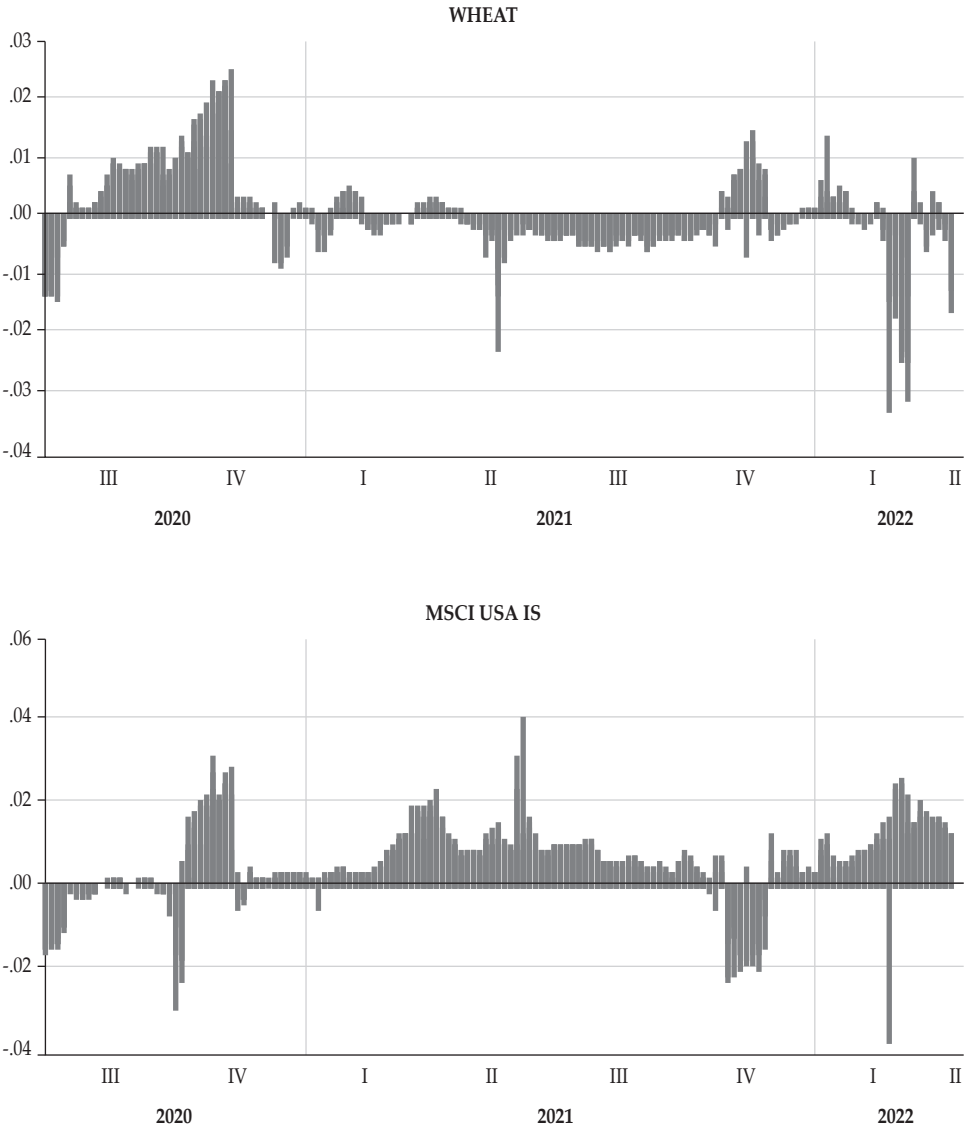 WHEAT
.03
.02
.01
.00
-.01
-.02
-.03
-.04
III IV I II III IV I II
2020 2021 2022
MSCI USA IS
.06
.04
.02
.00
-.02
-.04
III IV I II III IV I II
2020 2021 2022